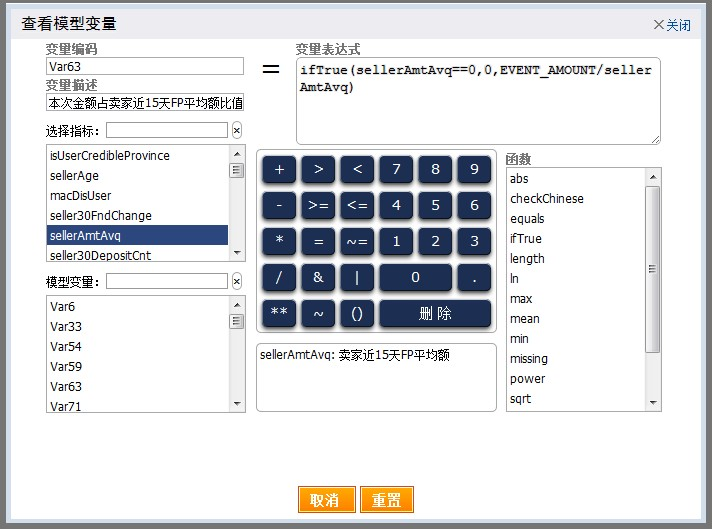 查看模型变量
关闭
变量编码
Var63
变量描述
本次金额占卖家近15天FP平均额比值
=
变量表达式
ifTrue(sellerAmtAvq==0,0,EVENT_AMOUNT/seller
AmtAvq)
选择指标:
isUserCredibleProvince
sellerAge
macDisUser
seller30FndChange
sellerAmtAvq
seller30DepositCnt
模型变量:
Var6
Var33
Var54
Var59
Var63
Var71
+ > < 7 8 9
- >= <= 4 5 6
* = ~= 1 2 3
/ & | 0 .
** ~ () 删 除
sellerAmtAvq: 卖家近15天FP平均额
函数
abs
checkChinese
equals
ifTrue
length
ln
max
mean
min
missing
power
sqrt
取消 重置